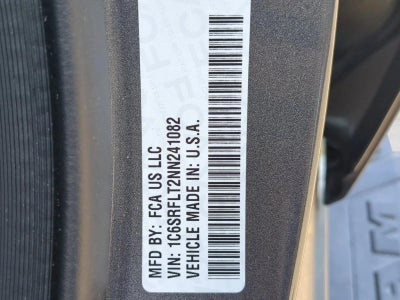 MFD BY: FCA US LLC
VIN: 1C6SRFLT2NN241082
VEHICLE MADE IN: U.S.A.